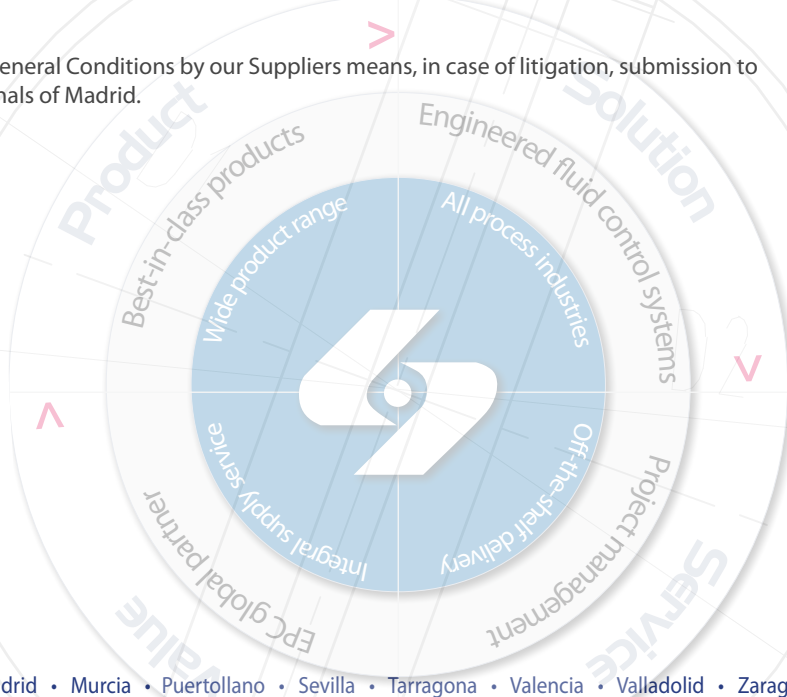 eneral Conditions by our Suppliers means, in case of litigation, submission to
nals of Madrid.
Product
Solution
Best-in-class products
Engineered fluid control systems
Wide product range
All process industries
Integral supply service
Off-the-shelf delivery
EPC global partner
Project management
Value
Service
drid • Murcia • Puertollano • Sevilla • Tarragona • Valencia • Valladolid • Zarag